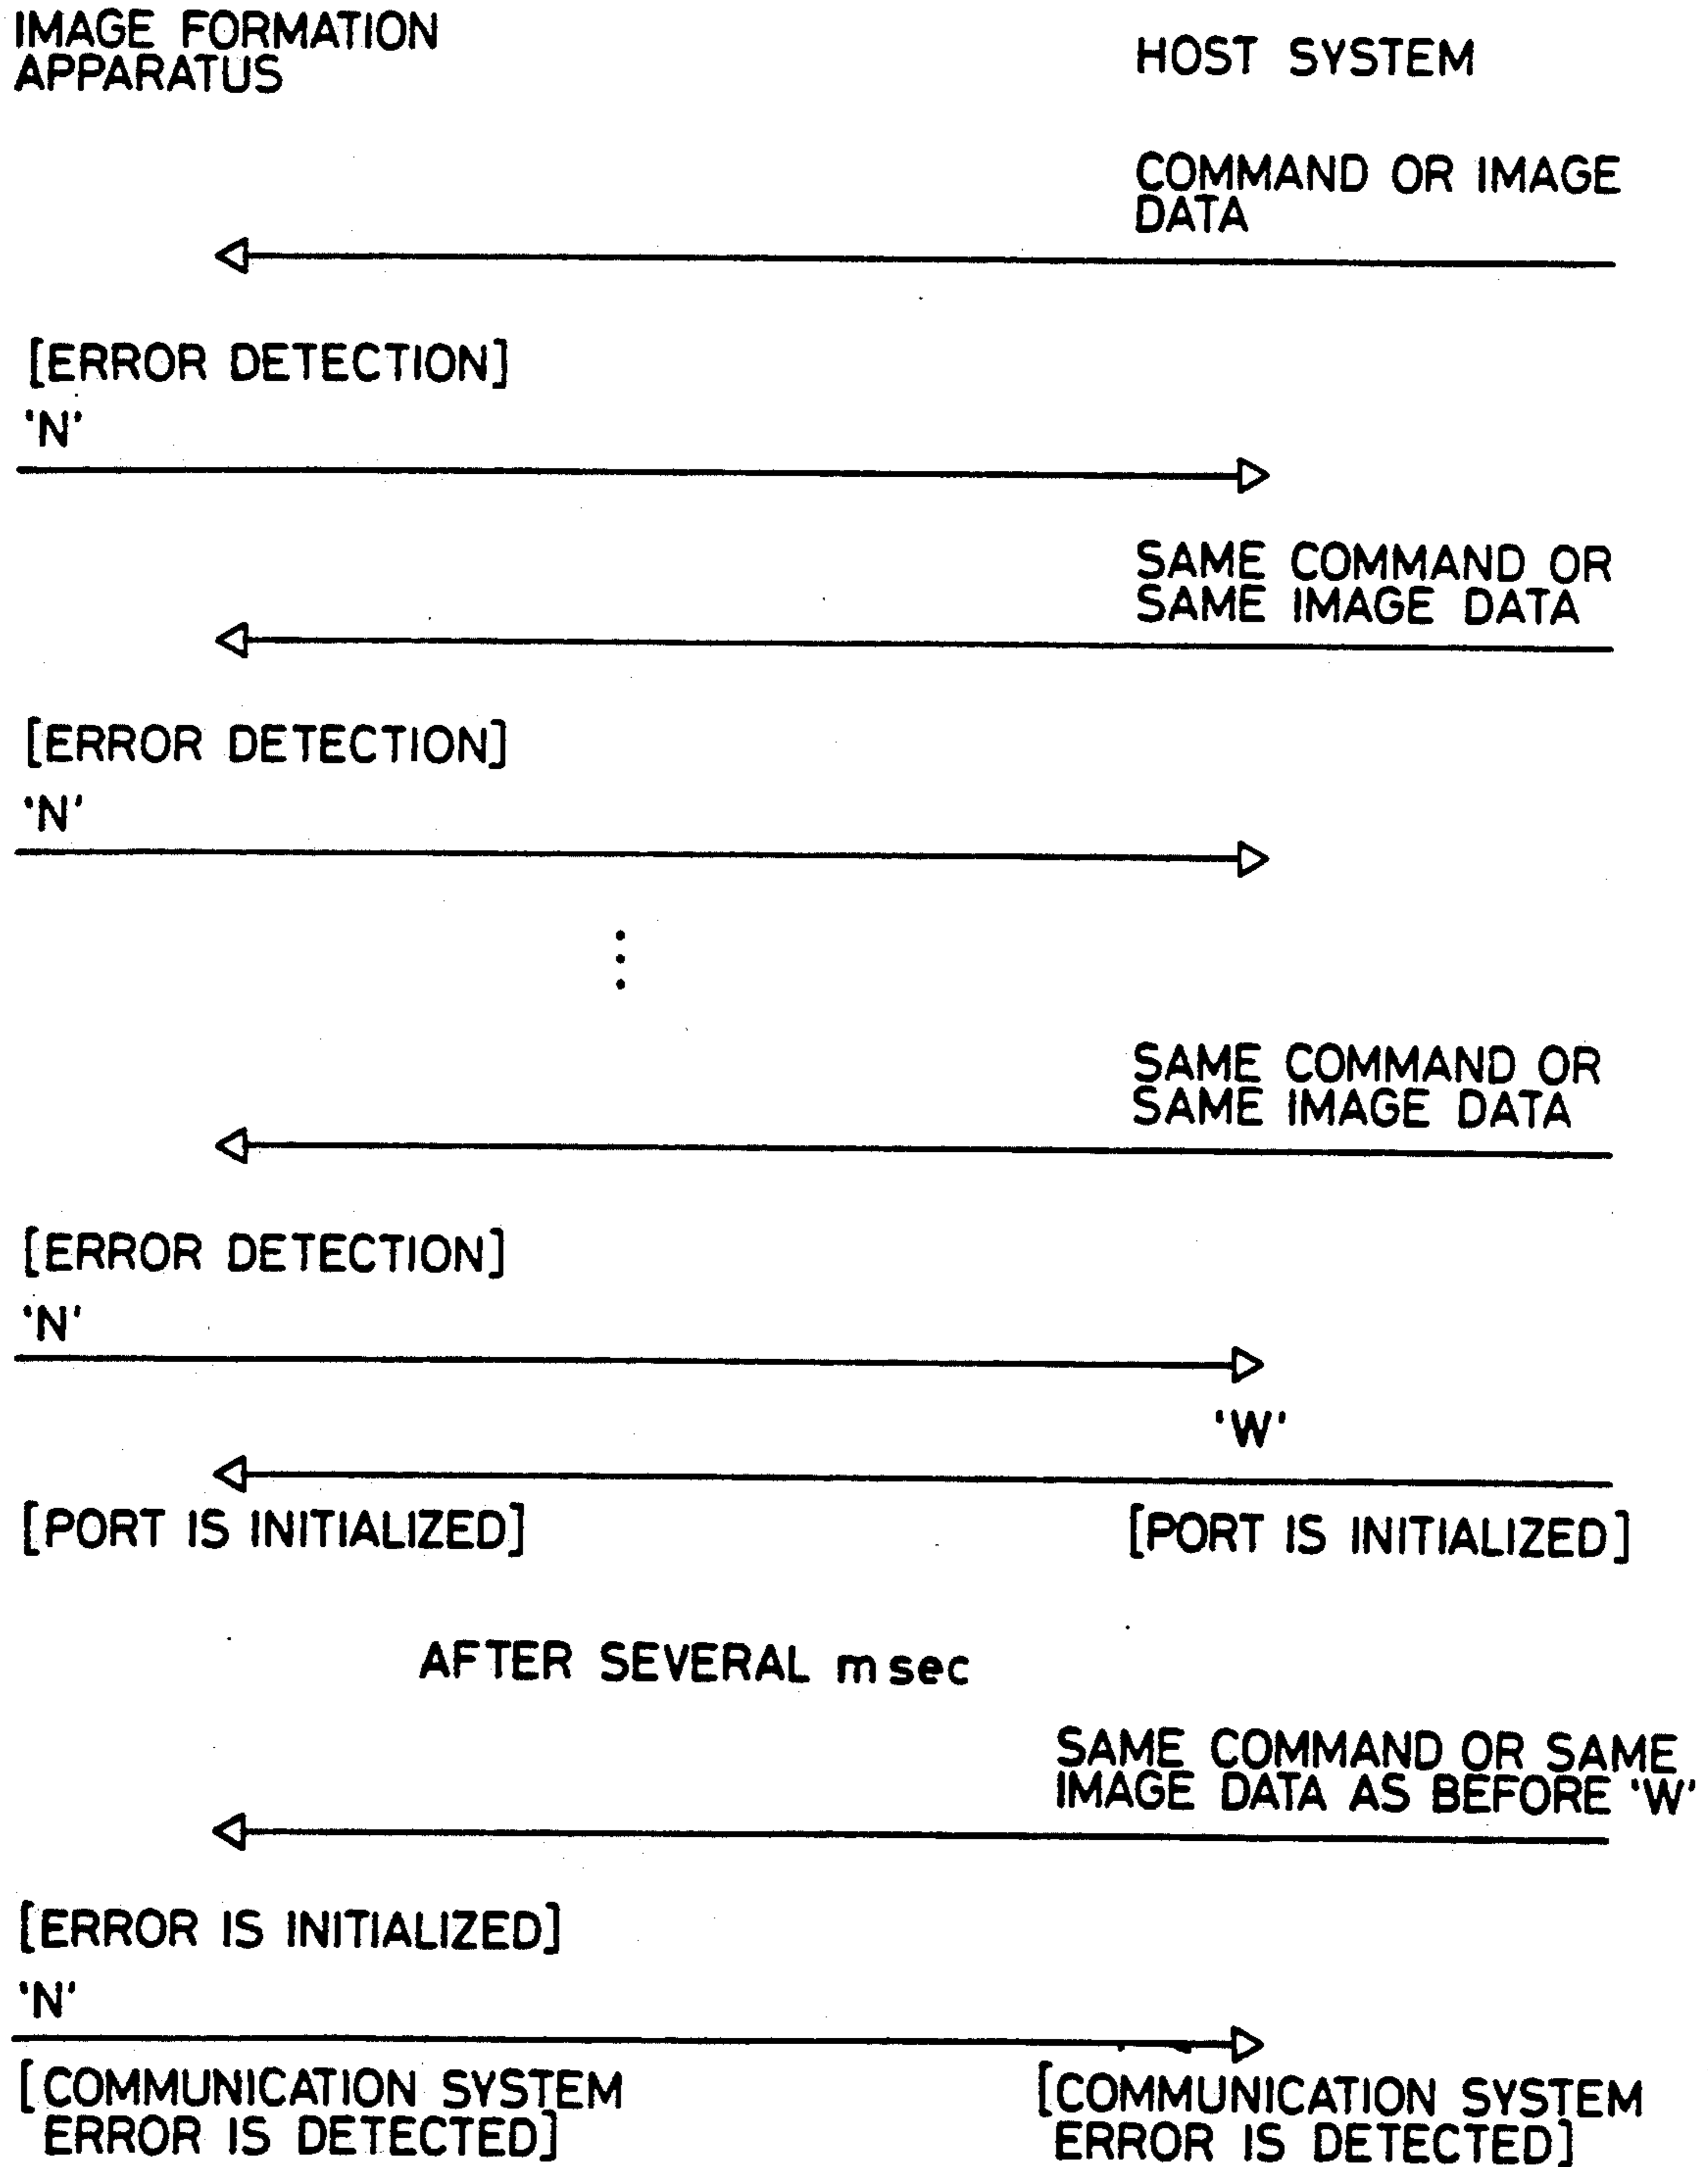 IMAGE FORMATION
APPARATUS
HOST SYSTEM
COMMAND OR IMAGE
DATA
[ERROR DETECTION]
'N'
SAME COMMAND OR
SAME IMAGE DATA
[ERROR DETECTION]
'N'
SAME COMMAND OR
SAME IMAGE DATA
[ERROR DETECTION]
'N'
'W'
[PORT IS INITIALIZED]
[PORT IS INITIALIZED]
AFTER SEVERAL msec
SAME COMMAND OR SAME
IMAGE DATA AS BEFORE 'W'
[ERROR IS INITIALIZED]
'N'
[COMMUNICATION SYSTEM
ERROR IS DETECTED]
[COMMUNICATION SYSTEM
ERROR IS DETECTED]